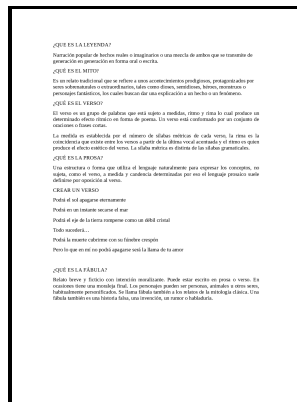 ¿QUE ES LA LEYENDA?
Narración popular de hechos reales o imaginarios o una mezcla de ambos que se transmite de
generación en generación en forma oral o escrita.
¿QUÉ ES EL MITO?
Es un relato tradicional que se refiere a unos acontecimientos prodigiosos, protagonizados por
seres sobrenaturales o extraordinarios, tales como dioses, semidioses, héroes, monstruos o
personajes fantásticos, los cuales buscan dar una explicación a un hecho o un fenómeno.
¿QUÉ ES EL VERSO?
El verso es un grupo de palabras que está sujeto a medidas, ritmo y rima lo cual produce un
determinado efecto rítmico en forma de poema. Un verso está conformado por un conjunto de
oraciones o frases cortas.
La medida es establecida por el número de sílabas métricas de cada verso, la rima es la
coincidencia que existe entre los versos a partir de la última vocal acentuada y el ritmo es quien
produce el efecto estético del verso. La sílaba métrica es distinta de las sílabas gramaticales.
¿QUÉ ES LA PROSA?
Una estructura o forma que utiliza el lenguaje naturalmente para expresar los conceptos, no
sujeta, como el verso, a medida y cadencia determinadas por eso el lenguaje prosaico suele
definirse por oposición al verso.
CREAR UN VERSO
Podrá el sol apagarse eternamente
Podrá en un instante secarse el mar
Podrá el eje de la tierra romperse como un débil cristal
Todo sucederá…
Podrá la muerte cubrirme con su fúnebre crespón
Pero lo que en mí no podrá apagarse será la llama de tu amor
¿QUÉ ES LA FÁBULA?
Relato breve y ficticio con intención moralizante. Puede estar escrito en prosa o verso. En
ocasiones tiene una moraleja final. Los personajes pueden ser personas, animales u otros seres,
habitualmente personificados. Se llama fábula también a los relatos de la mitología clásica. Una
fábula también es una historia falsa, una invención, un rumor o habladuría.